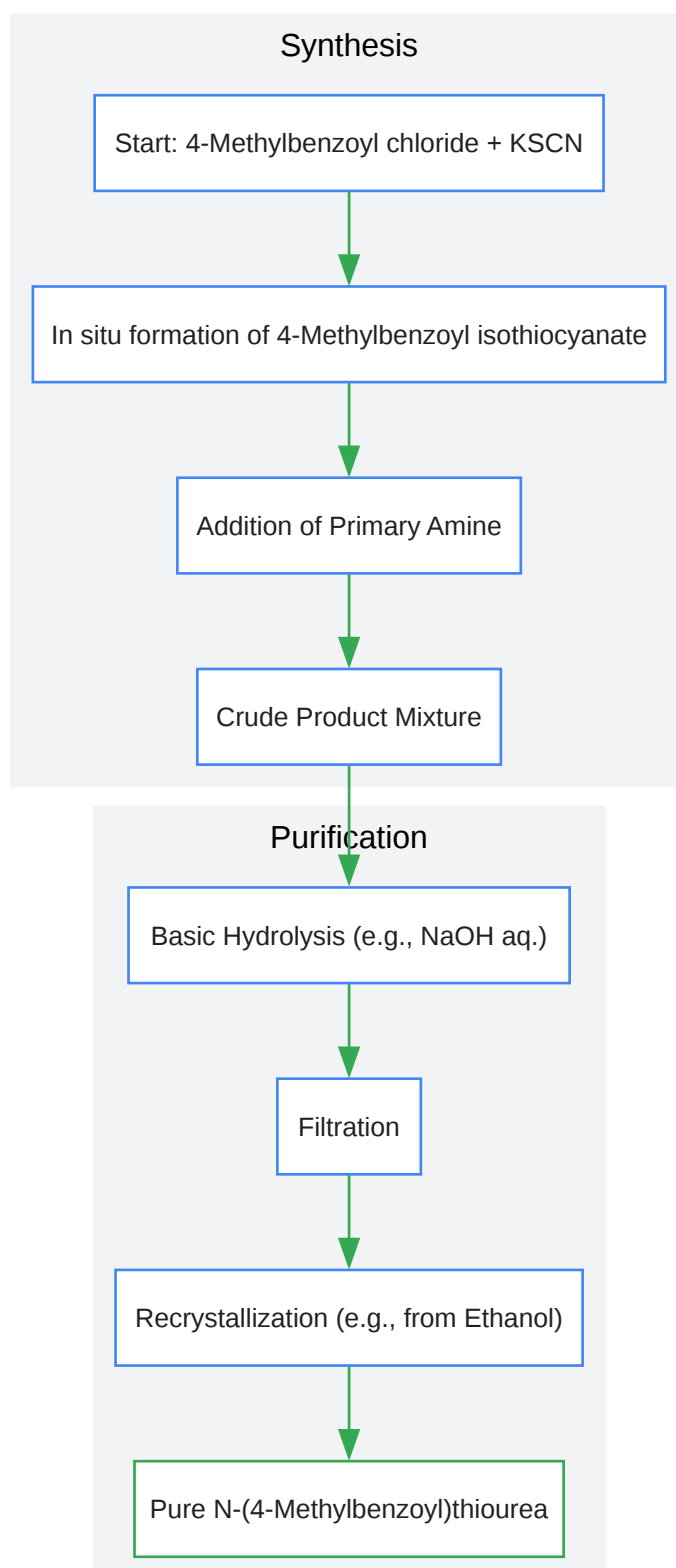 Synthesis
Start: 4-Methylbenzoyl chloride + KSCN
In situ formation of 4-Methylbenzoyl isothiocyanate
Addition of Primary Amine
Crude Product Mixture
Purification
Basic Hydrolysis (e.g., NaOH aq.)
Filtration
Recrystallization (e.g., from Ethanol)
Pure N-(4-Methylbenzoyl)thiourea